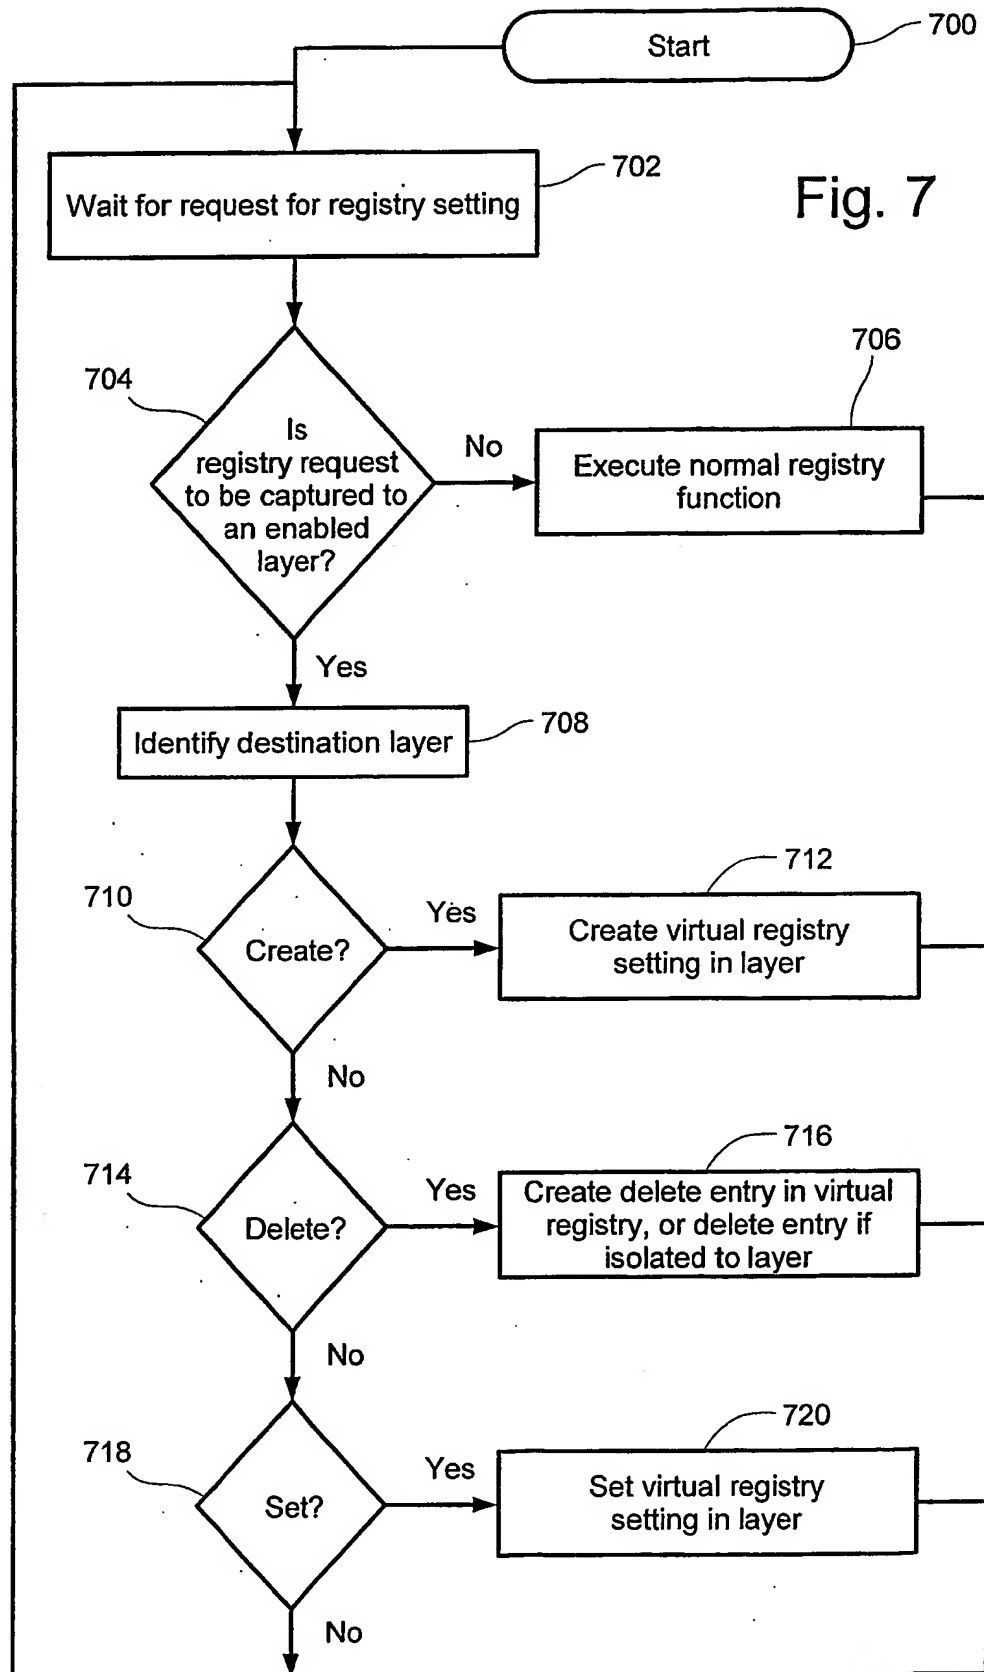 Start
700
Wait for request for registry setting
702
Fig. 7
704
Is
registry request
to be captured to
an enabled
layer?
No
706
Execute normal registry
function
Yes
Identify destination layer
708
710
Create?
Yes
712
Create virtual registry
setting in layer
No
714
Delete?
Yes
716
Create delete entry in virtual
registry, or delete entry if
isolated to layer
No
718
Set?
Yes
720
Set virtual registry
setting in layer
No